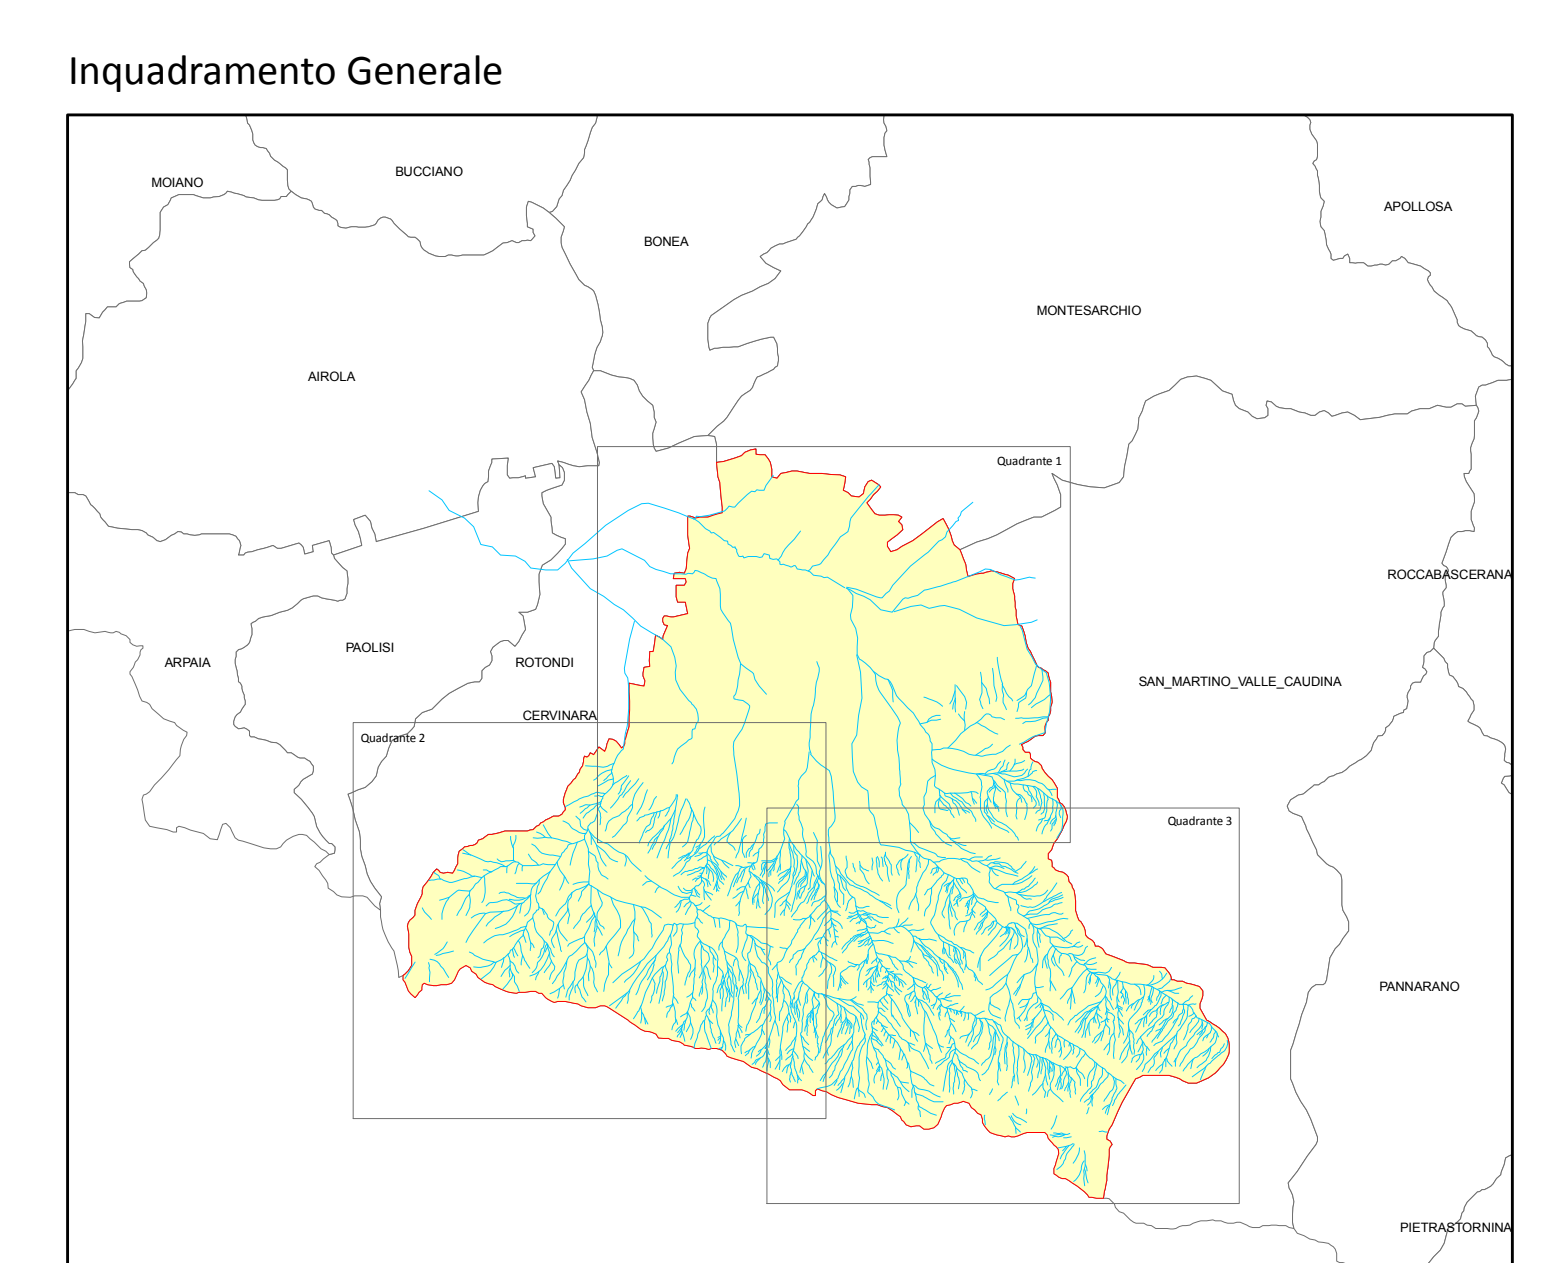 Inquadramento Generale
BUCCIANO
MOIANO
APOLLOSA
BONEA
MONTESARCHIO
AIROLA
Quadrante 1
ROCCABASCERANA
PAOLISI
ARPAIA
ROTONDI
SAN_MARTINO_VALLE_CAUDINA
CERVINARA
Quadrante 2
Quadrante 3
PANNARANO
PIETRASTORNINA